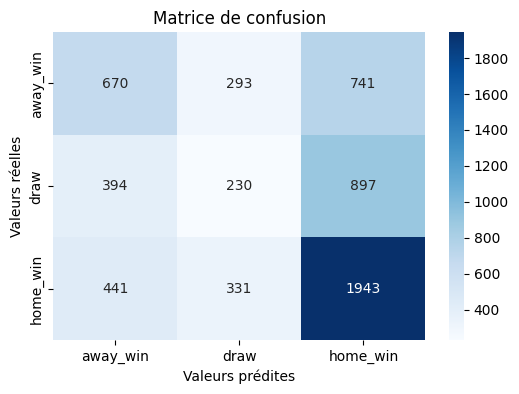 Matrice de confusion
Valeurs réelles
away_win
670 293 741
draw
394 230 897
home_win
441 331 1943
away_win draw home_win
Valeurs prédites
1800
1600
1400
1200
1000
800
600
400